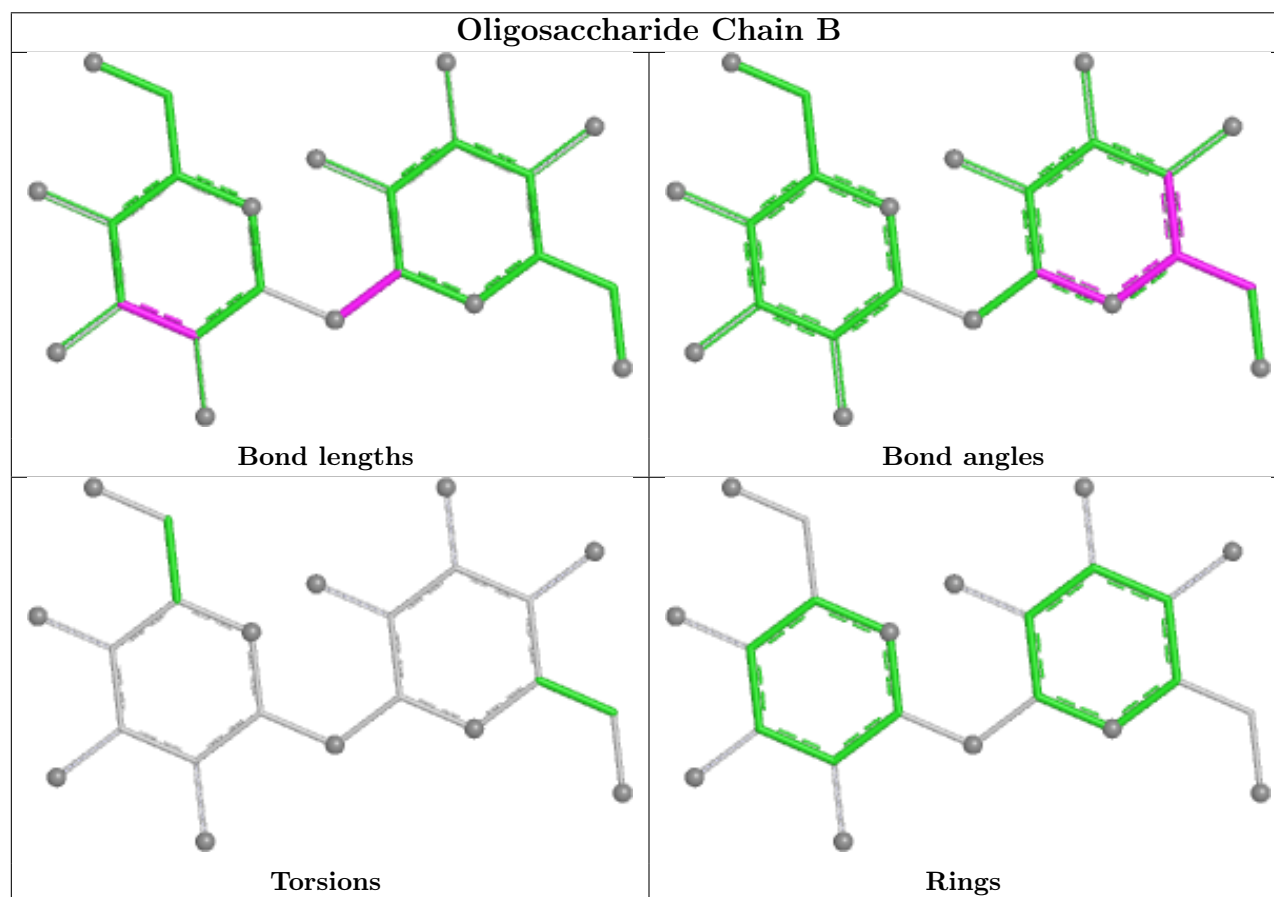 Oligosaccharide Chain B
Bond lengths
Bond angles
Torsions
Rings